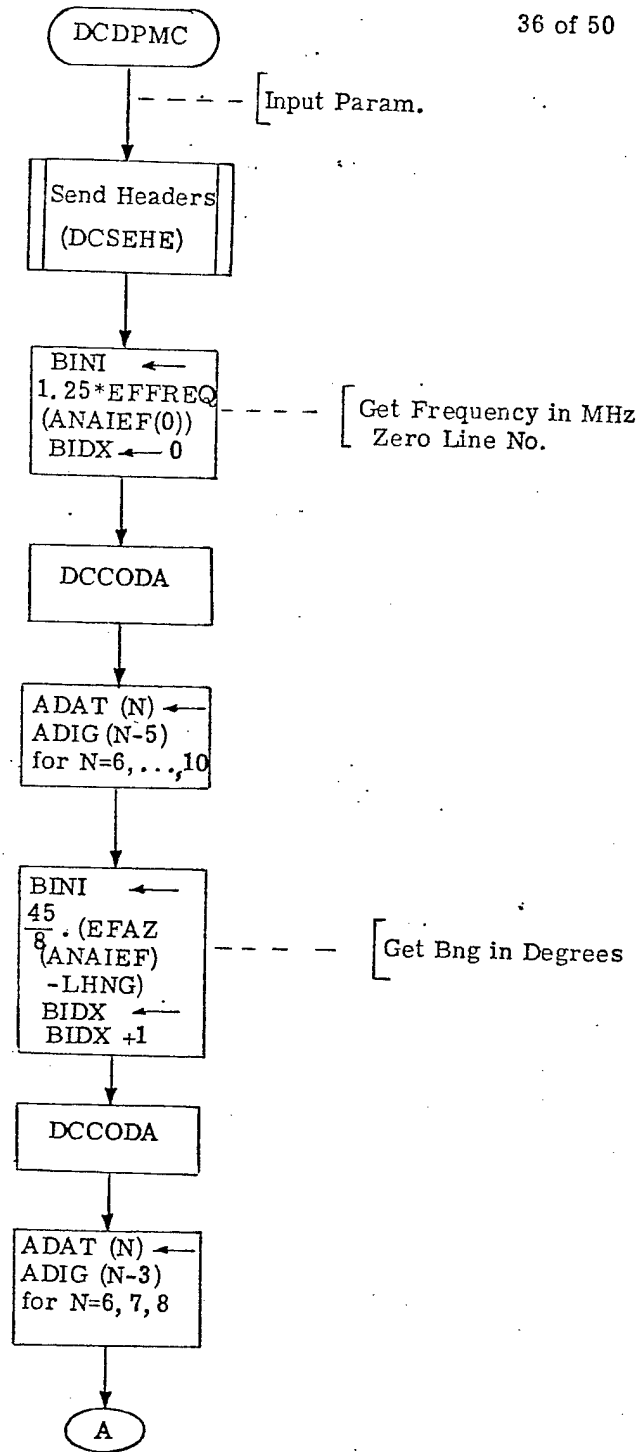 36 of 50
DCDPMC
Input Param.
Send Headers
(DCSEHE)
BINI ←
1.25*EFFREQ
(ANAIEF(0))
BIDX ← 0
Get Frequency in MHz
Zero Line No.
DCCODA
ADAT (N) ←
ADIG (N-5)
for N=6, ..., 10
BINI ←
45/8 . (EFAZ
(ANAIEF)
-LHNG)
BIDX ←
BIDX +1
Get Bng in Degrees
DCCODA
ADAT (N) ←
ADIG (N-3)
for N=6, 7, 8
A